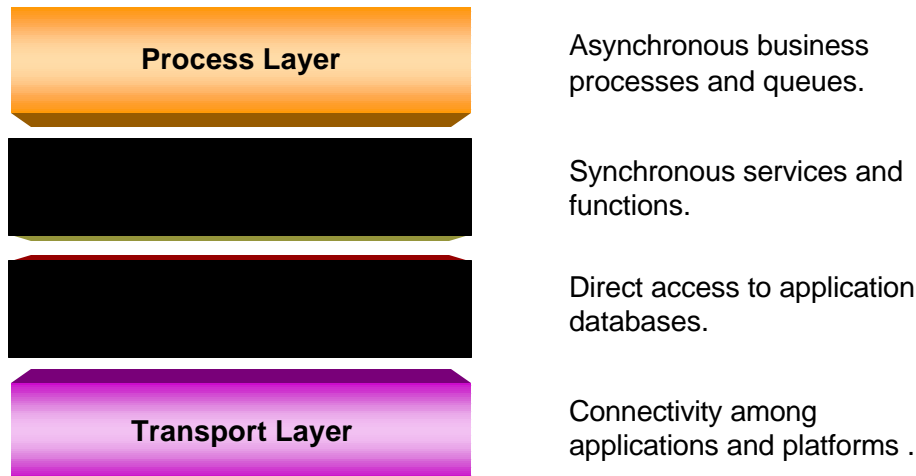 Process Layer
Asynchronous business
processes and queues.
Synchronous services and
functions.
Direct access to application
databases.
Transport Layer
Connectivity among
applications and platforms .